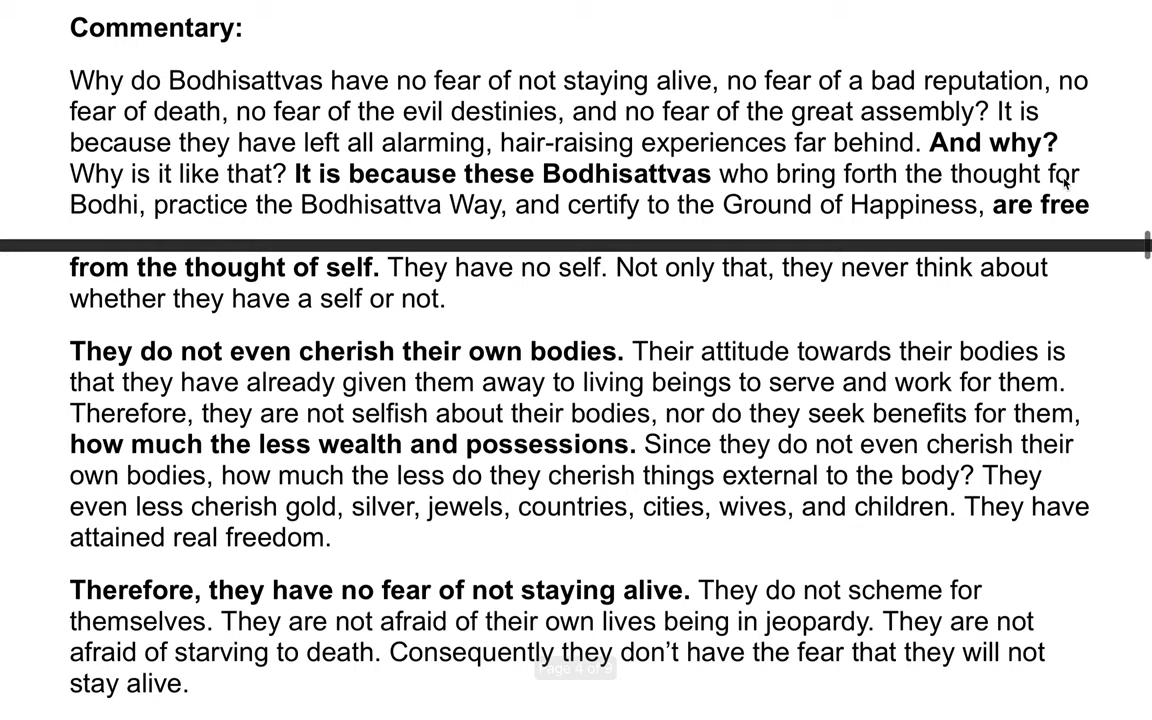 Commentary:
Why do Bodhisattvas have no fear of not staying alive, no fear of a bad reputation, no
fear of death, no fear of the evil destinies, and no fear of the great assembly? It is
because they have left all alarming, hair-raising experiences far behind. And why?
Why is it like that? It is because these Bodhisattvas who bring forth the thought for
Bodhi, practice the Bodhisattva Way, and certify to the Ground of Happiness, are free
from the thought of self. They have no self. Not only that, they never think about
whether they have a self or not.
They do not even cherish their own bodies. Their attitude towards their bodies is
that they have already given them away to living beings to serve and work for them.
Therefore, they are not selfish about their bodies, nor do they seek benefits for them,
how much the less wealth and possessions. Since they do not even cherish their
own bodies, how much the less do they cherish things external to the body? They
even less cherish gold, silver, jewels, countries, cities, wives, and children. They have
attained real freedom.
Therefore, they have no fear of not staying alive. They do not scheme for
themselves. They are not afraid of their own lives being in jeopardy. They are not
afraid of starving to death. Consequently they don’t have the fear that they will not
Page 4 of 9
stay alive.